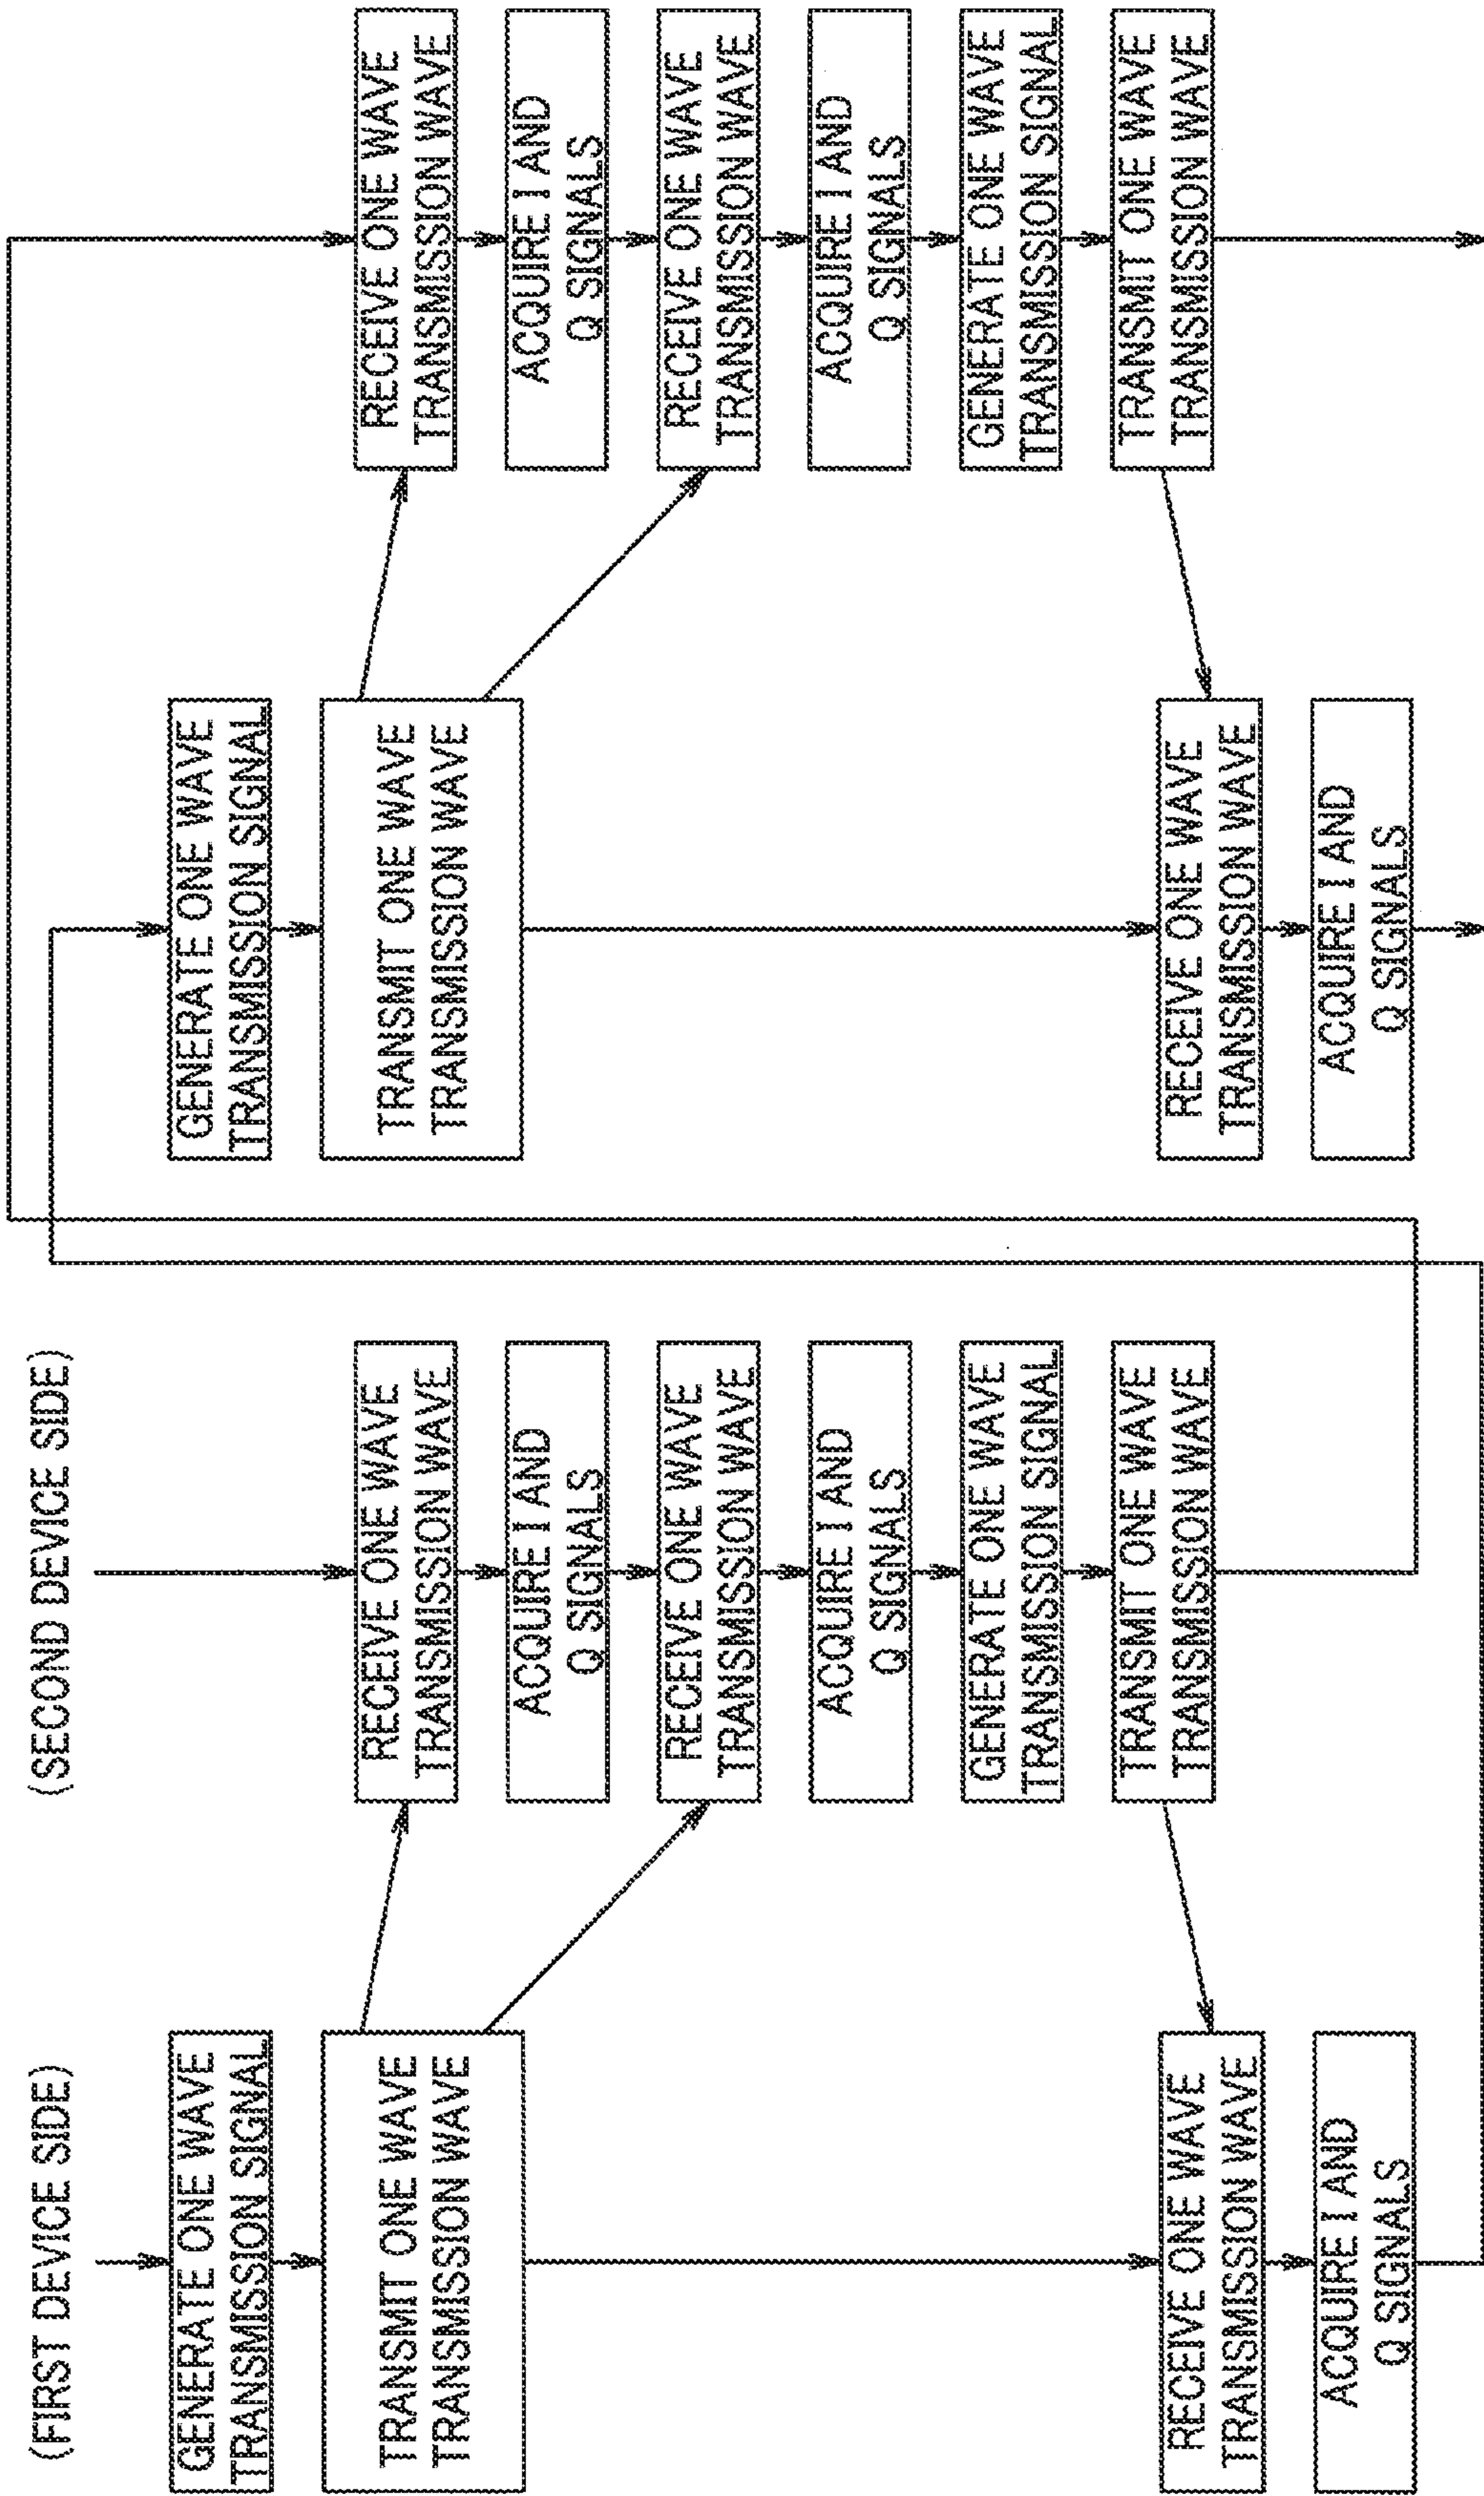 (FIRST DEVICE SIDE)
GENERATE ONE WAVE
TRANSMISSION SIGNAL
TRANSMIT ONE WAVE
TRANSMISSION WAVE
RECEIVE ONE WAVE
TRANSMISSION WAVE
ACQUIRE I AND
Q SIGNALS
(SECOND DEVICE SIDE)
RECEIVE ONE WAVE
TRANSMISSION WAVE
ACQUIRE I AND
Q SIGNALS
RECEIVE ONE WAVE
TRANSMISSION WAVE
ACQUIRE I AND
Q SIGNALS
GENERATE ONE WAVE
TRANSMISSION SIGNAL
TRANSMIT ONE WAVE
TRANSMISSION WAVE
GENERATE ONE WAVE
TRANSMISSION SIGNAL
TRANSMIT ONE WAVE
TRANSMISSION WAVE
RECEIVE ONE WAVE
TRANSMISSION WAVE
ACQUIRE I AND
Q SIGNALS
RECEIVE ONE WAVE
TRANSMISSION WAVE
ACQUIRE I AND
Q SIGNALS
RECEIVE ONE WAVE
TRANSMISSION WAVE
ACQUIRE I AND
Q SIGNALS
GENERATE ONE WAVE
TRANSMISSION SIGNAL
TRANSMIT ONE WAVE
TRANSMISSION WAVE